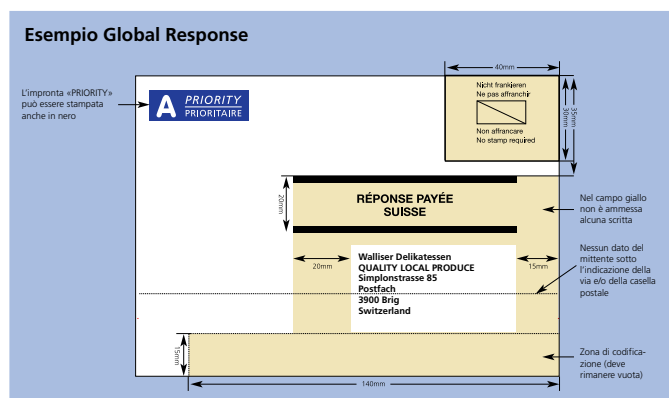 Esempio Global Response
L'impronta «PRIORITY»
può essere stampata
anche in nero
A PRIORITY
PRIORITAIRE
40mm
Nicht frankieren
Ne pas affranchir
Non affrancare
No stamp required
30mm
35mm
20mm
RÉPONSE PAYÉE
SUISSE
Nel campo giallo
non è ammessa
alcuna scritta
20mm
Walliser Delikatessen
QUALITY LOCAL PRODUCE
Simplonstrasse 85
Postfach
3900 Brig
Switzerland
15mm
Nessun dato del
mittente sotto
l'indicazione della
via e/o della casella
postale
15mm
140mm
Zona di codifica-
zione (deve
rimanere vuota)